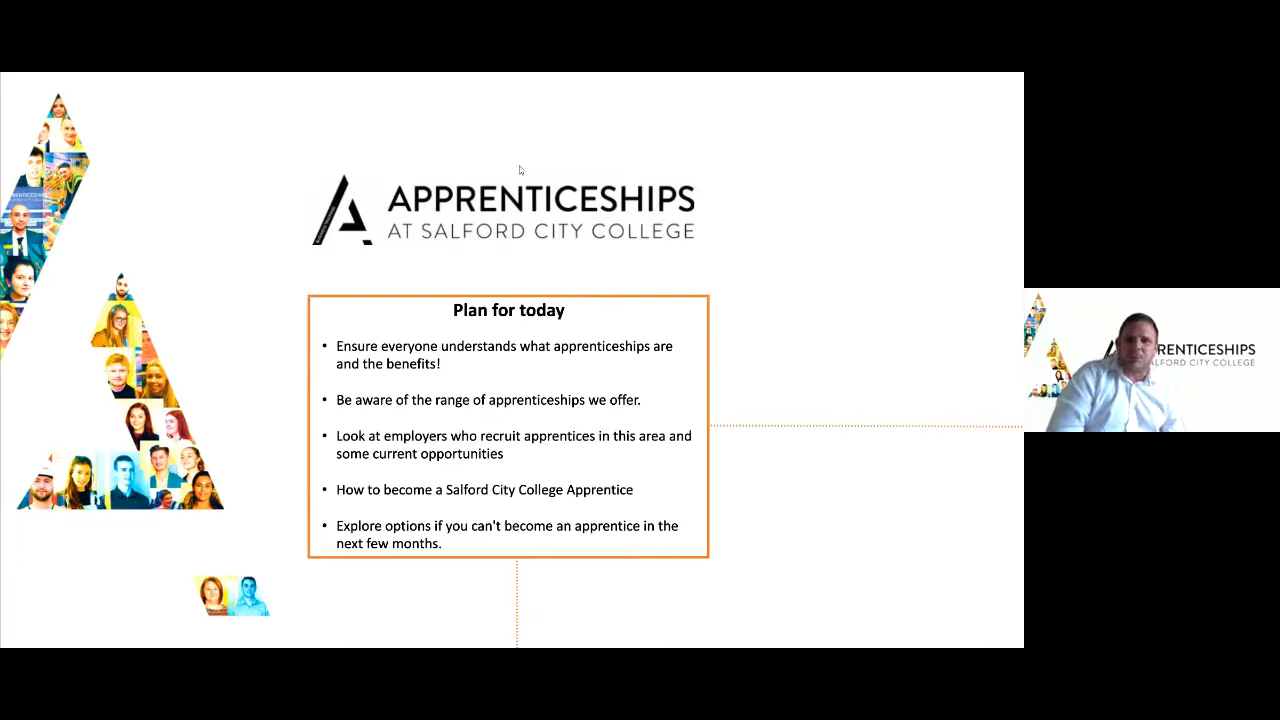 APPRENTICESHIPS
AT SALFORD CITY COLLEGE
Plan for today
• Ensure everyone understands what apprenticeships are
and the benefits!
• Be aware of the range of apprenticeships we offer.
• Look at employers who recruit apprentices in this area and
some current opportunities
• How to become a Salford City College Apprentice
• Explore options if you can't become an apprentice in the
next few months.
RENTICESHIPS
ALFORD CITY COLLEGE